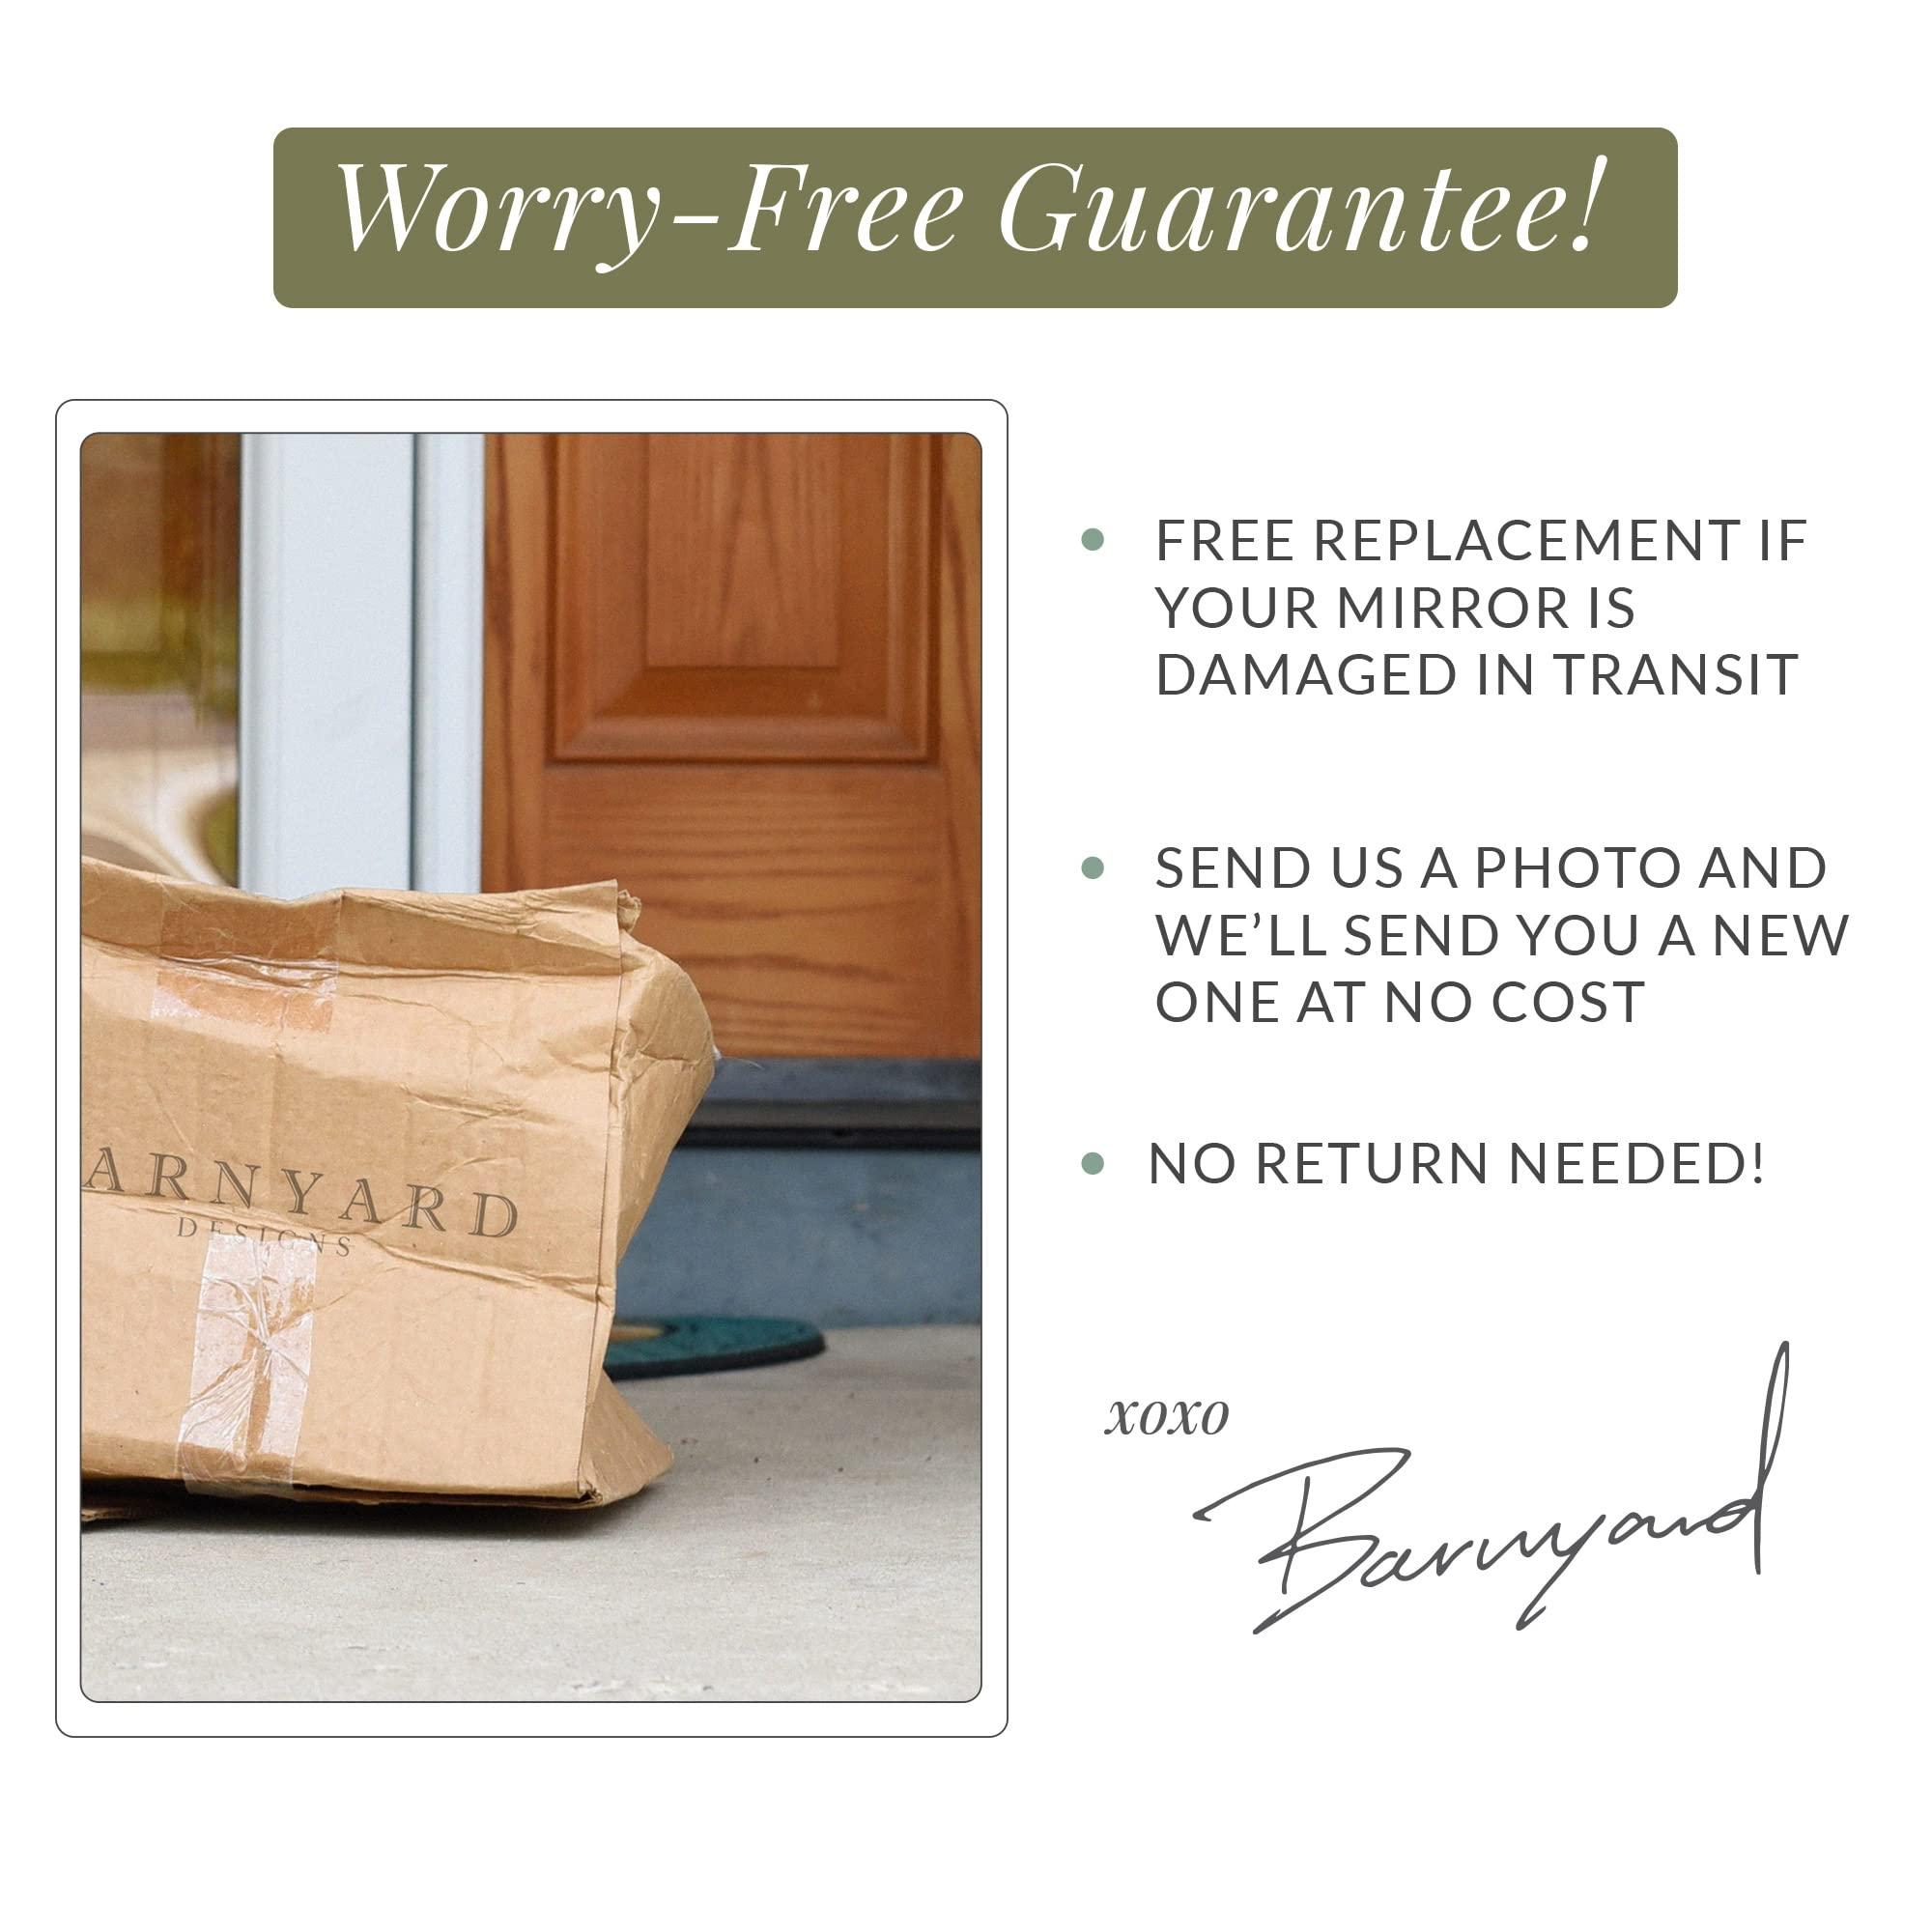 Worry-Free Guarantee!
FREE REPLACEMENT IF
YOUR MIRROR IS
DAMAGED IN TRANSIT
SEND US A PHOTO AND
WE’LL SEND YOU A NEW
ONE AT NO COST
NO RETURN NEEDED!
xoxo
Barnyard
ARNYARD
DESIGNS